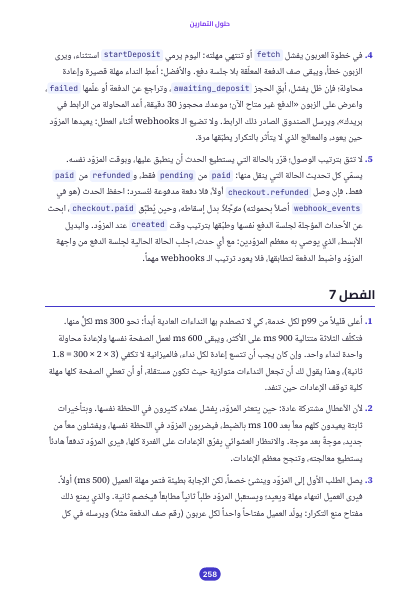 حلول التمارين
4. في خطوة العربون يفشل fetch أو تنتهي مهلته: اليوم يرمي startDeposit استثناء، ويرى
الزبون خطأ، ويبقى صف الدفعة المعلّقة بلا جلسة دفع. والأفضل: أعطِ النداء مهلة قصيرة وإعادة
محاولة؛ فإن ظل يفشل، أبقِ الحجز awaiting_deposit، وتراجع عن الدفعة أو علّمها failed،
واعرض على الزبون «الدفع غير متاح الآن؛ موعدك محجوز 30 دقيقة، أعد المحاولة من الرابط في
بريدك»، ويرسل الصندوق الصادر ذلك الرابط. ولا تضيع الـ webhooks أثناء العطل: يعيدها المزوّد
حين يعود، والمعالج الذي لا يتأثر بالتكرار يطبّقها مرة.
5. لا تثق بترتيب الوصول؛ قرّر بالحالة التي يستطيع الحدث أن ينطبق عليها، وبوقت المزوّد نفسه.
يسمّي كل تحديث الحالة التي ينقل منها: paid من pending فقط، و refunded من paid
فقط. فإن وصل checkout.refunded أولاً، فلا دفعة مدفوعة لتُسترد: احفظ الحدث (هو في
webhook_events أصلاً بحمولته) مؤجلاً بدل إسقاطه، وحين يُطبَّق checkout.paid، ابحث
عن الأحداث المؤجلة لجلسة الدفع نفسها وطبّقها بترتيب وقت created عند المزوّد. والبديل
الأبسط، الذي يوصي به معظم المزوّدين: مع أي حدث، اجلب الحالة الحالية لجلسة الدفع من واجهة
المزوّد واضبط الدفعة لتطابقها، فلا يعود ترتيب الـ webhooks مهماً.
الفصل 7
1. أعلى قليلاً من p99 لكل خدمة، كي لا تصطدم بها النداءات العادية أبداً: نحو 300 ms لكلٍّ منها.
فتكلّف الثلاثة متتالية 900 ms على الأكثر، ويبقى 600 ms لعمل الصفحة نفسها ولإعادة محاولة
واحدة لنداء واحد. وإن كان يجب أن تتسع إعادة لكل نداء، فالميزانية لا تكفي (3 × 2 × 300 = 1.8
ثانية)، وهذا يقول لك أن تجعل النداءات متوازية حيث تكون مستقلة، أو أن تعطي الصفحة كلها مهلة
كلية توقف الإعادات حين تنفد.
2. لأن الأعطال مشتركة عادة: حين يتعثر المزوّد، يفشل عملاء كثيرون في اللحظة نفسها. وبتأخيرات
ثابتة يعيدون كلهم معاً بعد 100 ms بالضبط، فيضربون المزوّد في اللحظة نفسها، ويفشلون معاً من
جديد، موجةً بعد موجة. والانتظار العشوائي يفرّق الإعادات على الفترة كلها، فيرى المزوّد تدفقاً هادئاً
يستطيع معالجته، وتنجح معظم الإعادات.
3. يصل الطلب الأول إلى المزوّد وينشئ خصماً، لكن الإجابة بطيئة فتمر مهلة العميل (500 ms) أولاً.
فيرى العميل انتهاء مهلة ويعيد؛ ويستقبل المزوّد طلباً ثانياً مطابقاً فيخصم ثانية. والذي يمنع ذلك
مفتاح منع التكرار: يولّد العميل مفتاحاً واحداً لكل عربون (رقم صف الدفعة مثلاً) ويرسله في كل
258